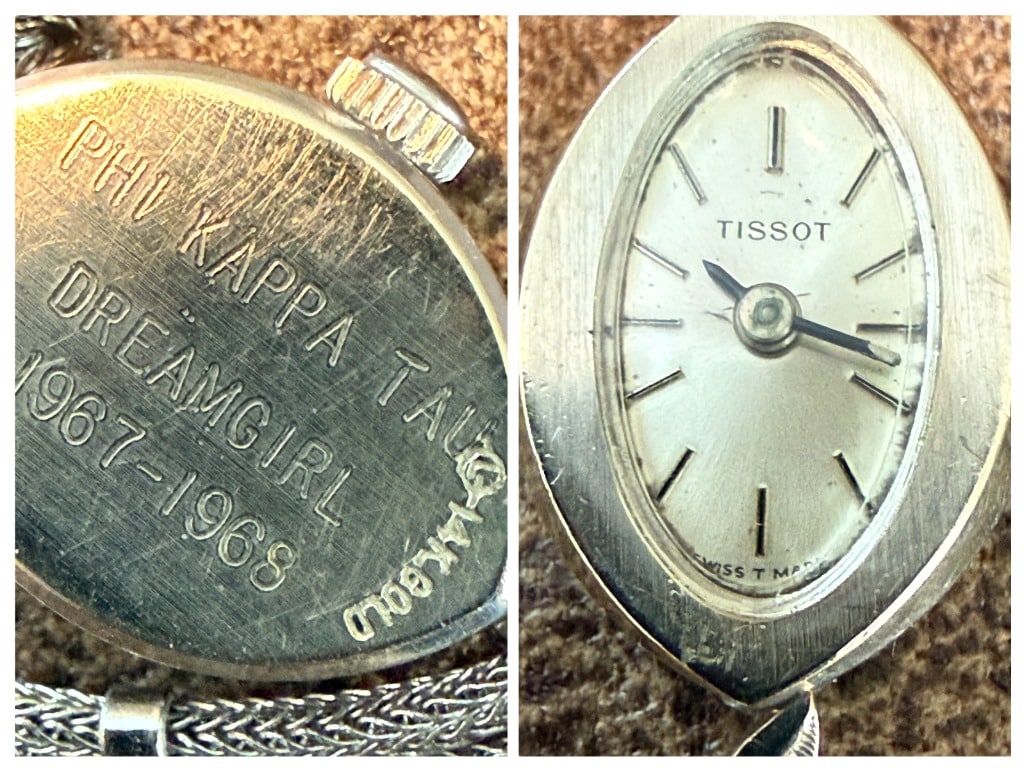 PHI KAPPA TAU
DREAMGIRL
1967-1968
14K.GOLD
TISSOT
SWISS T MADE